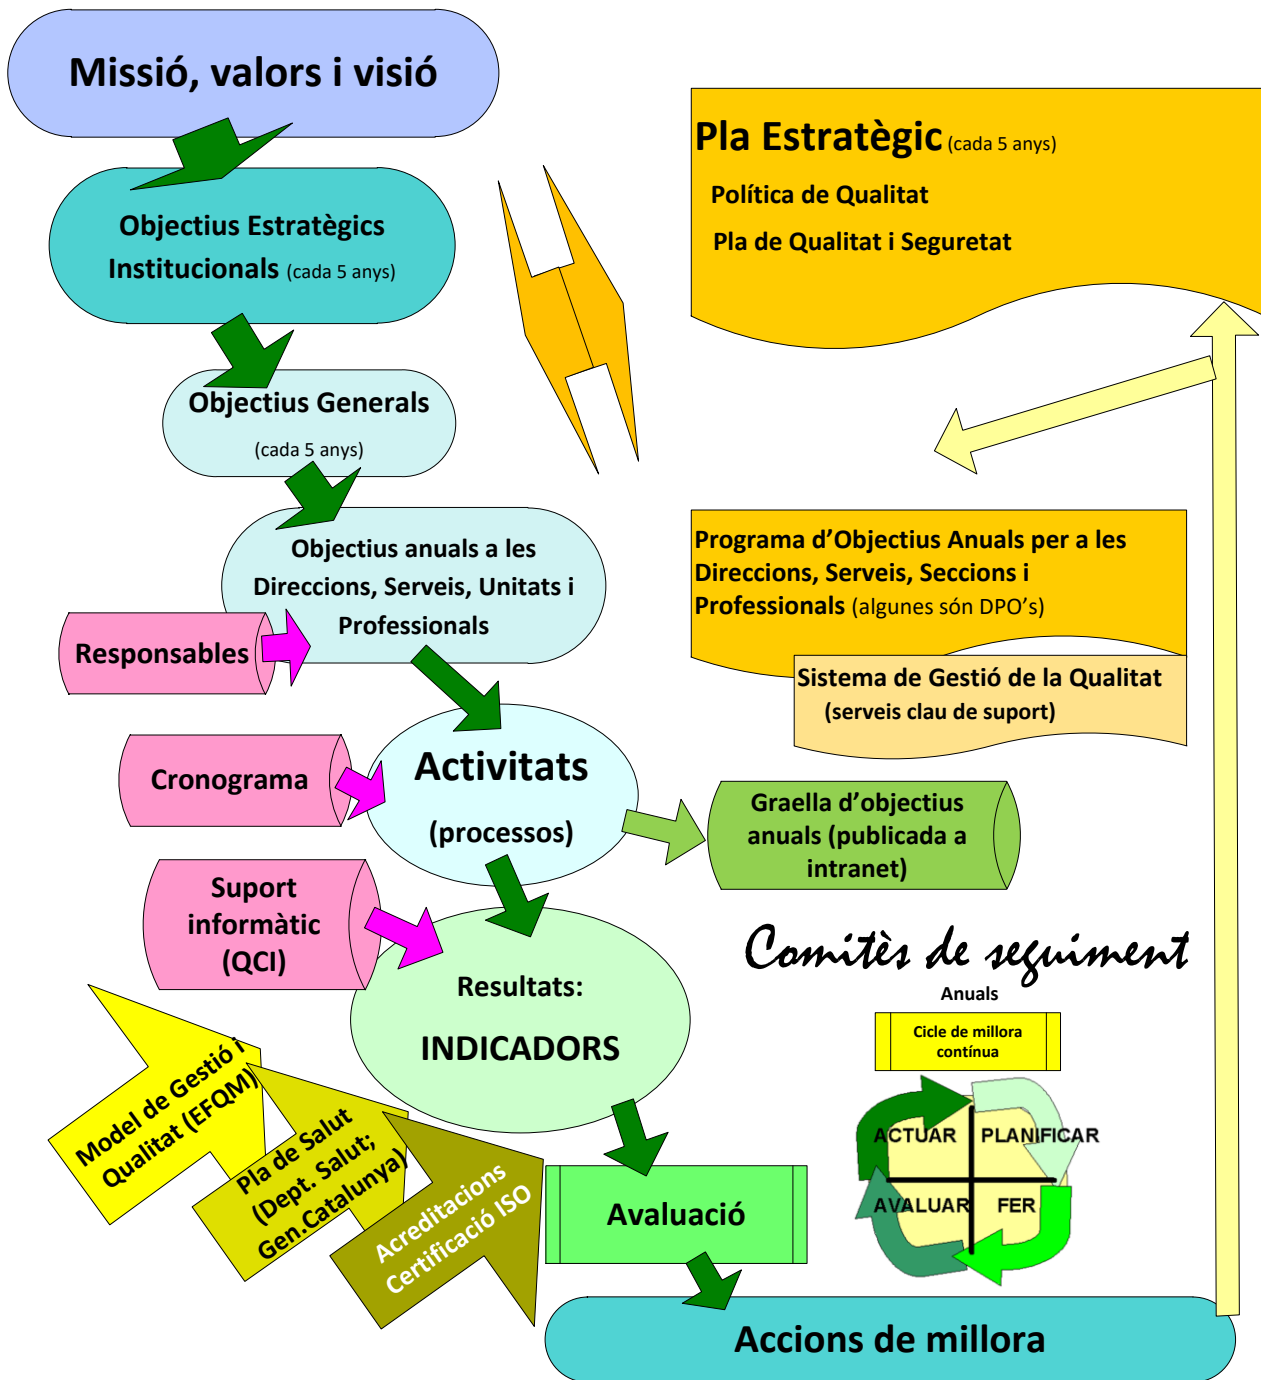 Missió, valors i visió
Pla Estratègic (cada 5 anys)
Política de Qualitat
Pla de Qualitat i Seguretat
Objectius Estratègics
Institucionals (cada 5 anys)
Objectius Generals
(cada 5 anys)
Objectius anuals a les
Direccions, Serveis, Unitats i
Professionals
Programa d’Objectius Anuals per a les
Direccions, Serveis, Seccions i
Professionals (algunes són DPO’s)
Responsables
Sistema de Gestió de la Qualitat
(serveis clau de suport)
Cronograma
Activitats
(processos)
Graella d’objectius
anuals (publicada a
intranet)
Suport
informàtic
(QCI)
Comitès de seguiment
Anuals
Resultats:
INDICADORS
Cicle de millora
contínua
Model de Gestió i
Qualitat (EFQM)
Pla de Salut
(Dept. Salut;
Gen.Catalunya)
Acreditacions
Certificació ISO
ACTUAR
PLANIFICAR
AVALUAR
FER
Avaluació
Accions de millora